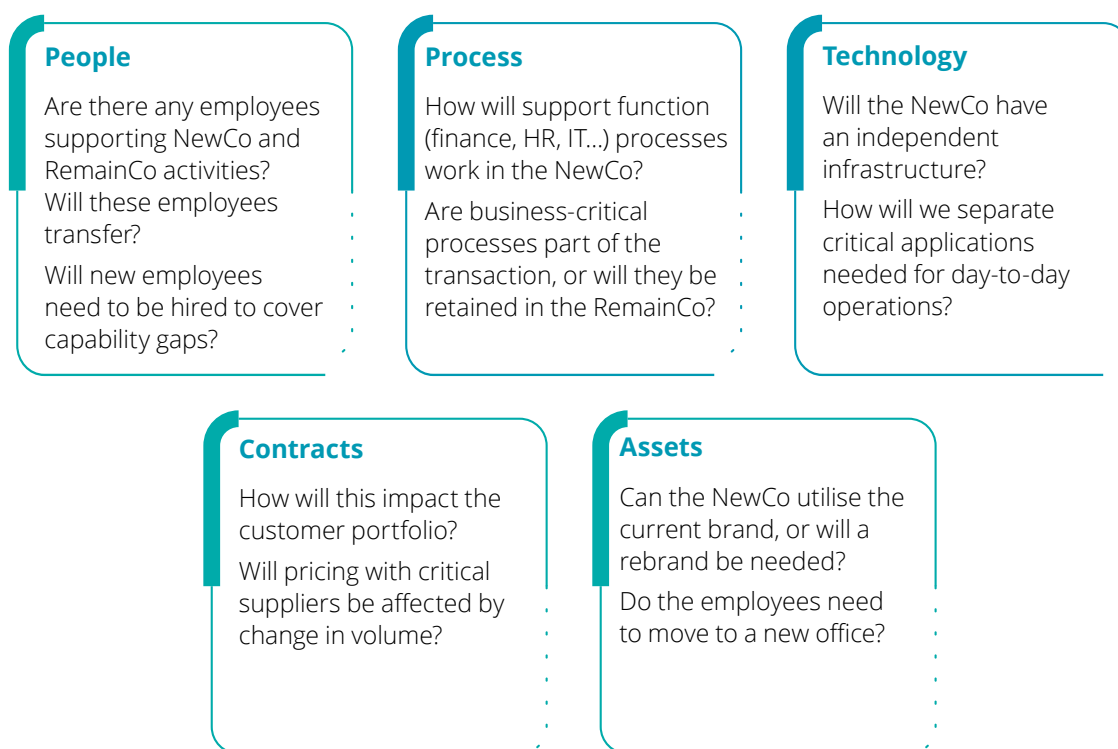 People
Are there any employees
supporting NewCo and
RemainCo activities?
Will these employees
transfer?
Will new employees
need to be hired to cover
capability gaps?
Process
How will support function
(finance, HR, IT...) processes
work in the NewCo?
Are business-critical
processes part of the
transaction, or will they be
retained in the RemainCo?
Technology
Will the NewCo have
an independent
infrastructure?
How will we separate
critical applications
needed for day-to-day
operations?
Contracts
How will this impact the
customer portfolio?
Will pricing with critical
suppliers be affected by
change in volume?
Assets
Can the NewCo utilise the
current brand, or will a
rebrand be needed?
Do the employees need
to move to a new office?